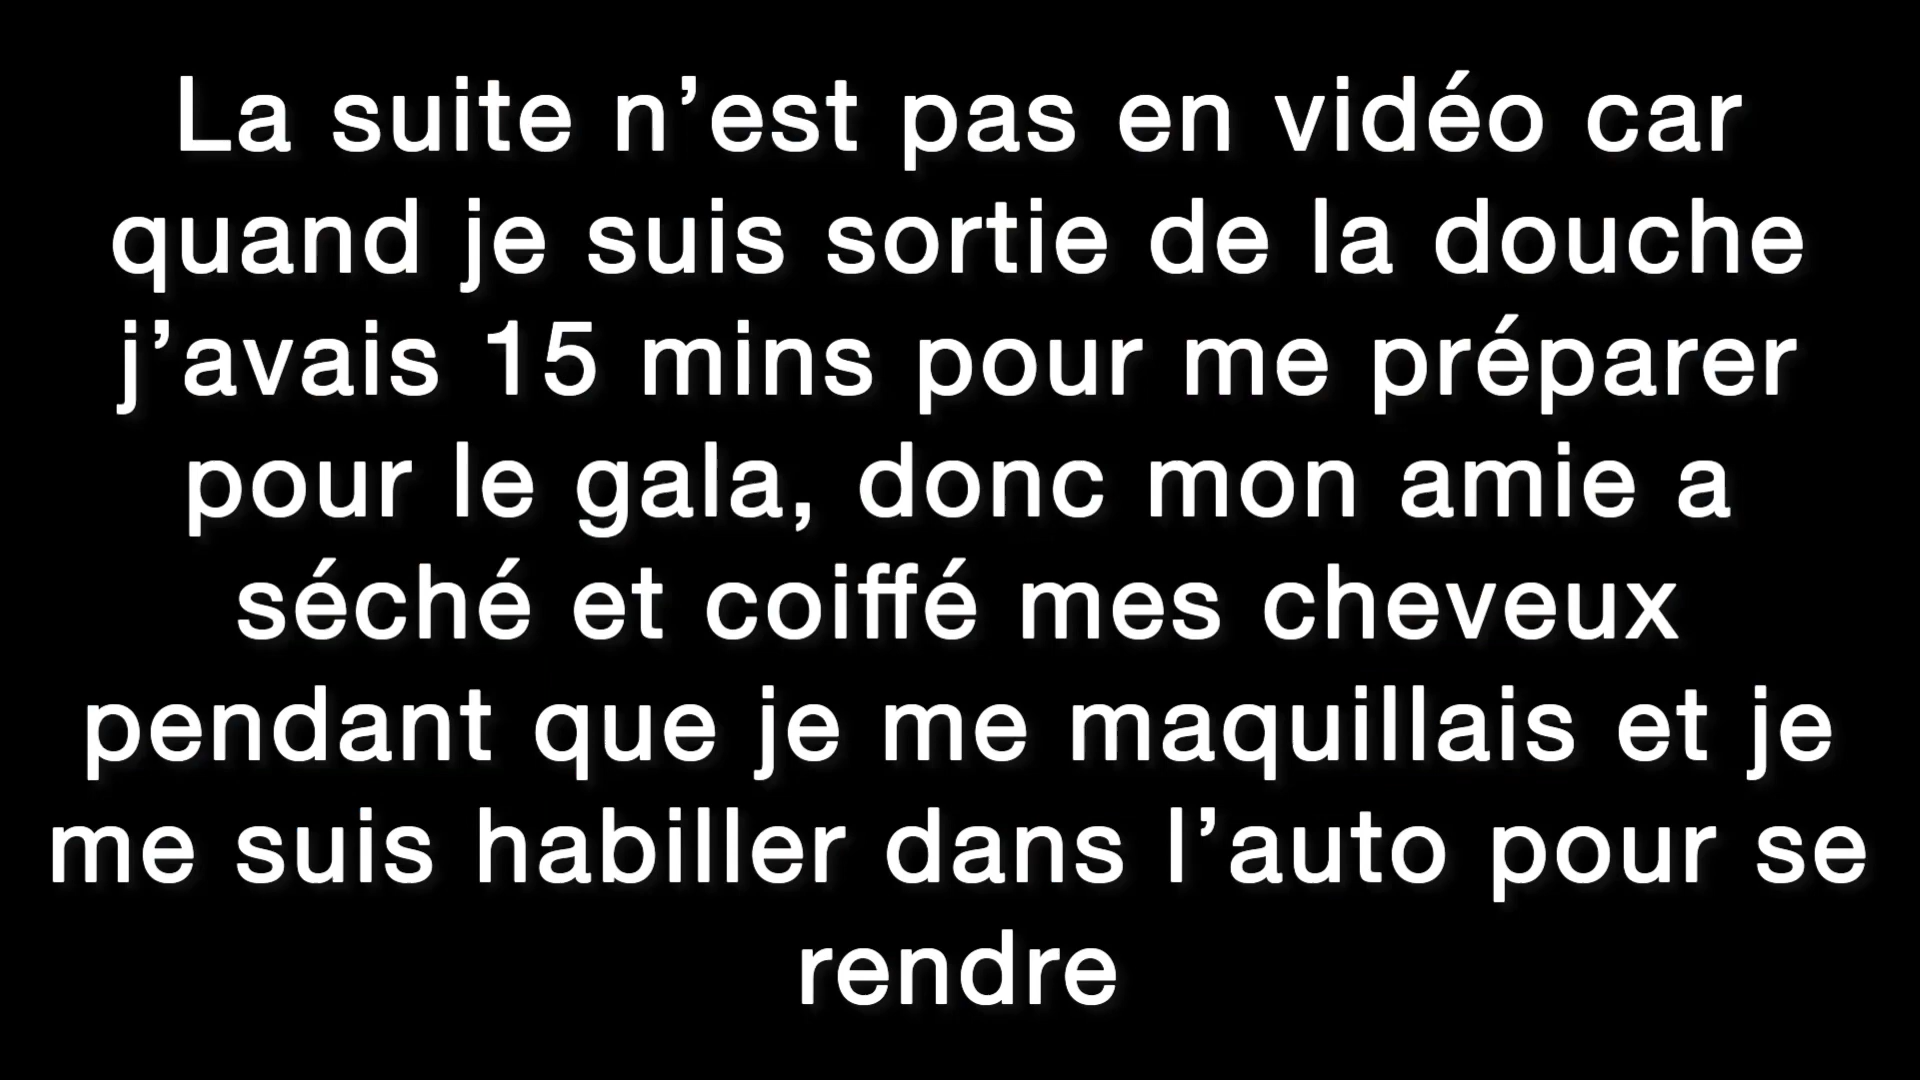 La suite n’est pas en vidéo car
quand je suis sortie de la douche
j’avais 15 mins pour me préparer
pour le gala, donc mon amie a
séché et coiffé mes cheveux
pendant que je me maquillais et je
me suis habiller dans l’auto pour se
rendre